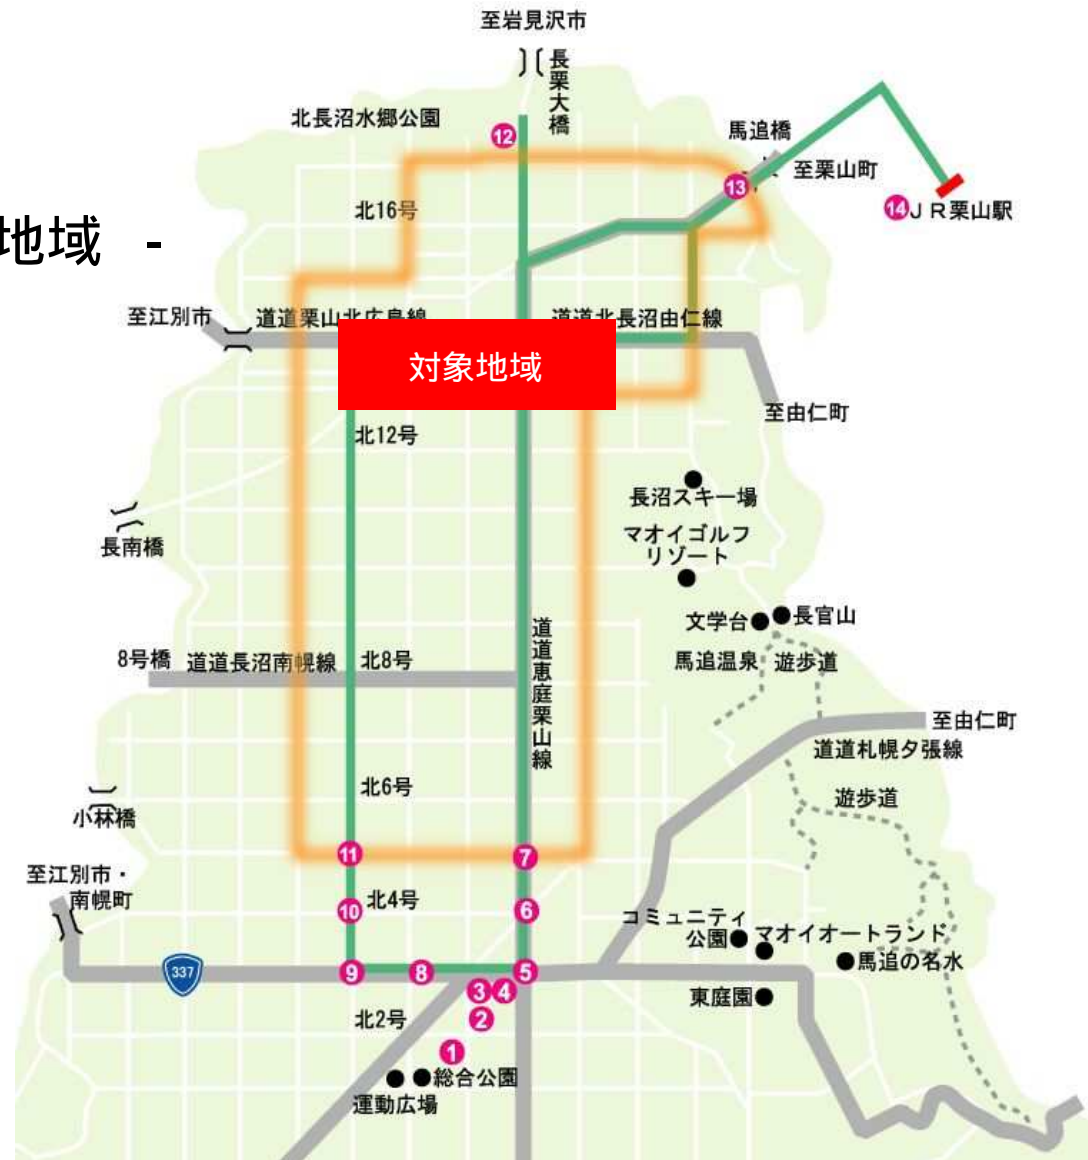 至岩見沢市
長栗大橋
北長沼水郷公園
12
馬追橋
至栗山町
13
北16号
14
JR栗山駅
地域 -
至江別市
道道栗山北広島線
道道北長沼由仁線
対象地域
至由仁町
北12号
長沼スキー場
マオイゴルフ
リゾート
長南橋
文学台
長官山
道道恵庭栗山線
8号橋
道道長沼南幌線
北8号
馬追温泉
遊歩道
至由仁町
道道札幌夕張線
北6号
遊歩道
小林橋
11
7
至江別市・
南幌町
北4号
10
6
コミュニティ
公園
マオイオートランド
馬追の名水
337
9
8
5
3
4
東庭園
北2号
2
1
総合公園
運動広場